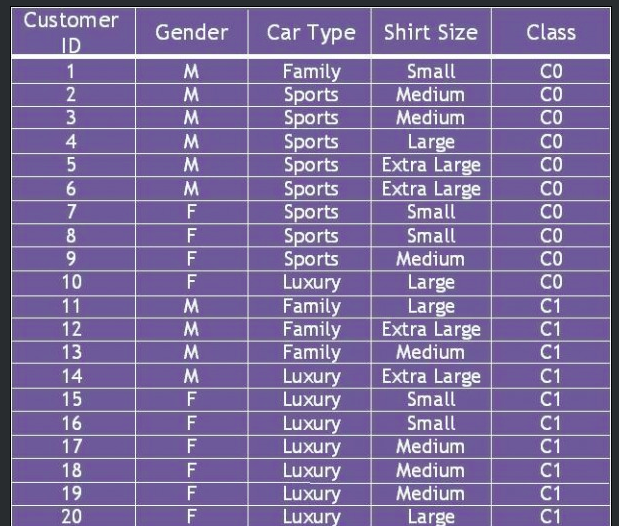 Customer ID Gender Car Type Shirt Size Class
1 M Family Small C0
2 M Sports Medium C0
3 M Sports Medium C0
4 M Sports Large C0
5 M Sports Extra Large C0
6 M Sports Extra Large C0
7 F Sports Small C0
8 F Sports Small C0
9 F Sports Medium C0
10 F Luxury Large C0
11 M Family Large C1
12 M Family Extra Large C1
13 M Family Medium C1
14 M Luxury Extra Large C1
15 F Luxury Small C1
16 F Luxury Small C1
17 F Luxury Medium C1
18 F Luxury Medium C1
19 F Luxury Medium C1
20 F Luxury Large C1